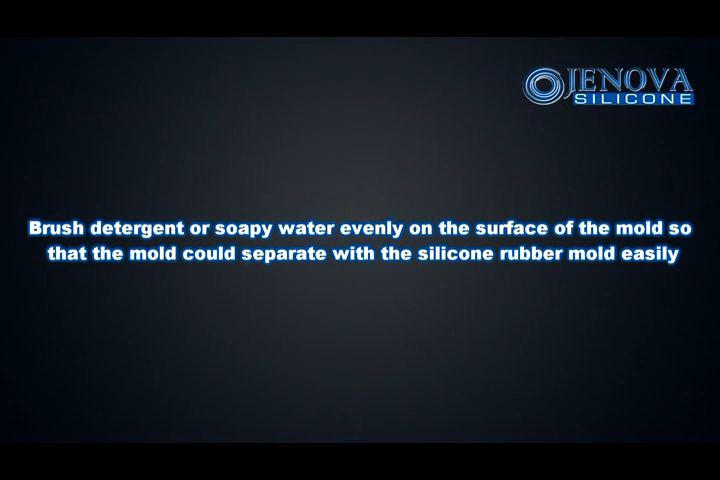 JENOVA
SILICONE
Brush detergent or soapy water evenly on the surface of the mold so
that the mold could separate with the silicone rubber mold easily